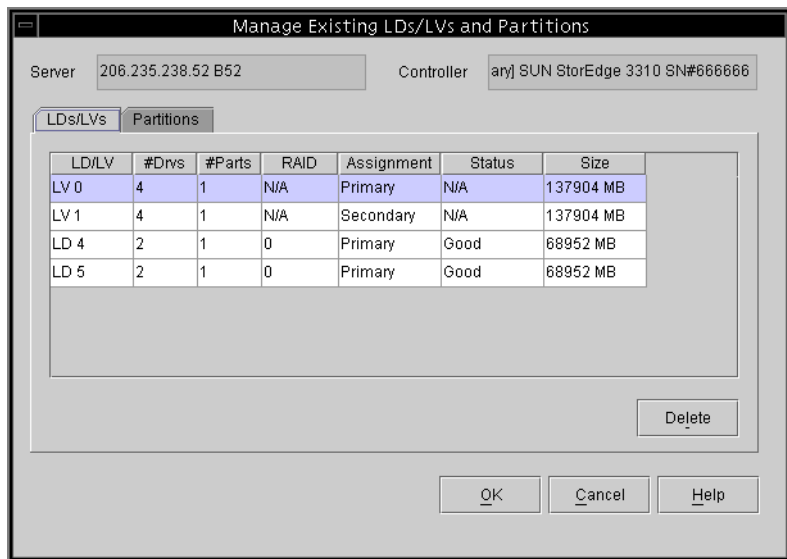 Manage Existing LDs/LVs and Partitions
Server 206.235.238.52 B52 Controller ary] SUN StorEdge 3310 SN#666666
LDs/LVs Partitions
LD/LV #Drvs #Parts RAID Assignment Status Size
LV 0 4 1 N/A Primary N/A 137904 MB
LV 1 4 1 N/A Secondary N/A 137904 MB
LD 4 2 1 0 Primary Good 68952 MB
LD 5 2 1 0 Primary Good 68952 MB
Delete
OK Cancel Help